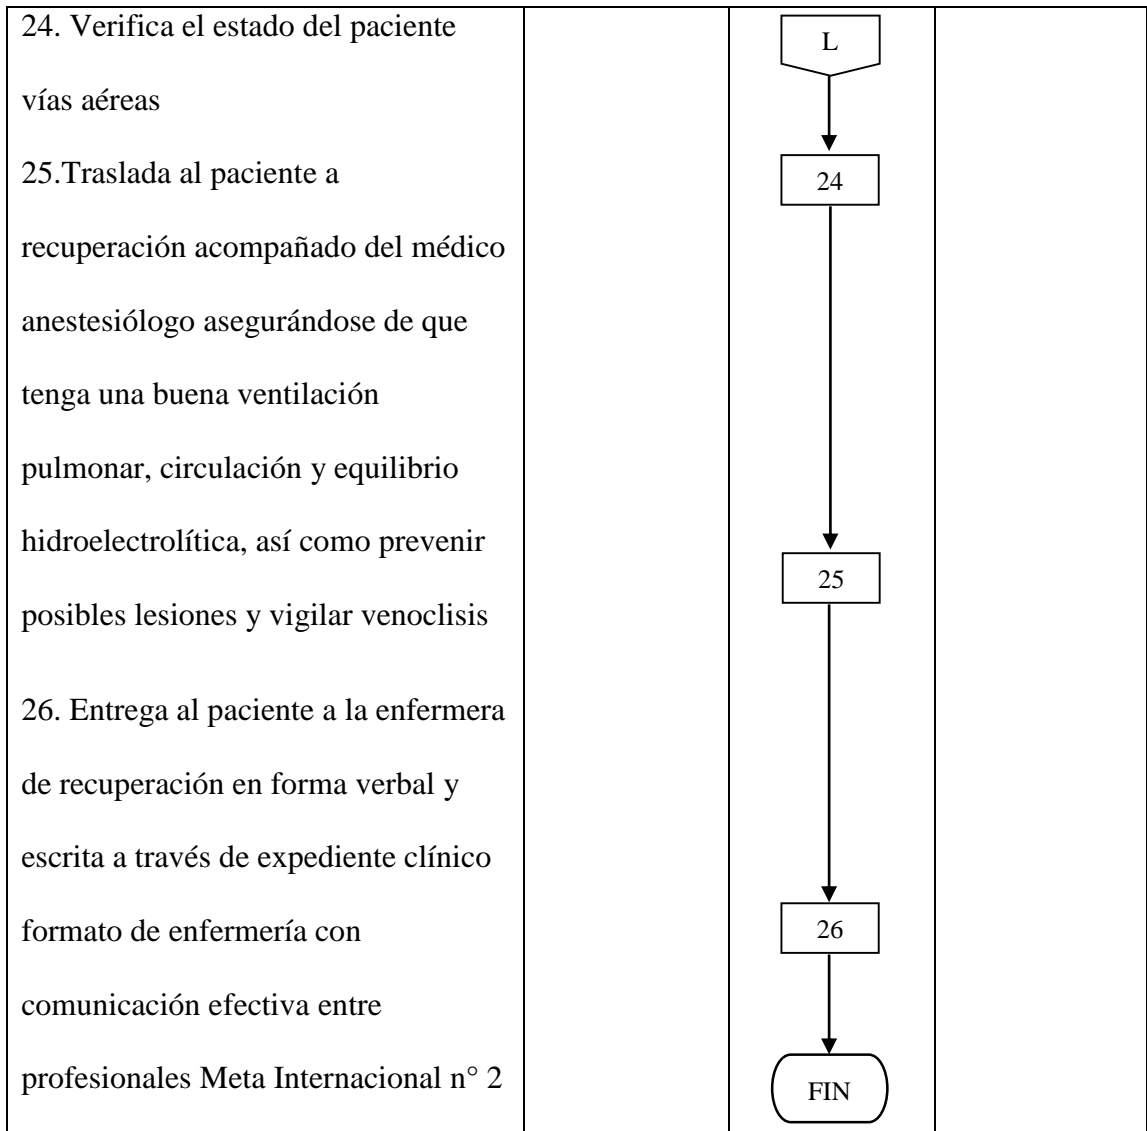 24. Verifica el estado del paciente
vías aéreas
25.Traslada al paciente a
recuperación acompañado del médico
anestesiólogo asegurándose de que
tenga una buena ventilación
pulmonar, circulación y equilibrio
hidroelectrolítica, así como prevenir
posibles lesiones y vigilar venoclisis
26. Entrega al paciente a la enfermera
de recuperación en forma verbal y
escrita a través de expediente clínico
formato de enfermería con
comunicación efectiva entre
profesionales Meta Internacional n° 2
L
24
25
26
FIN